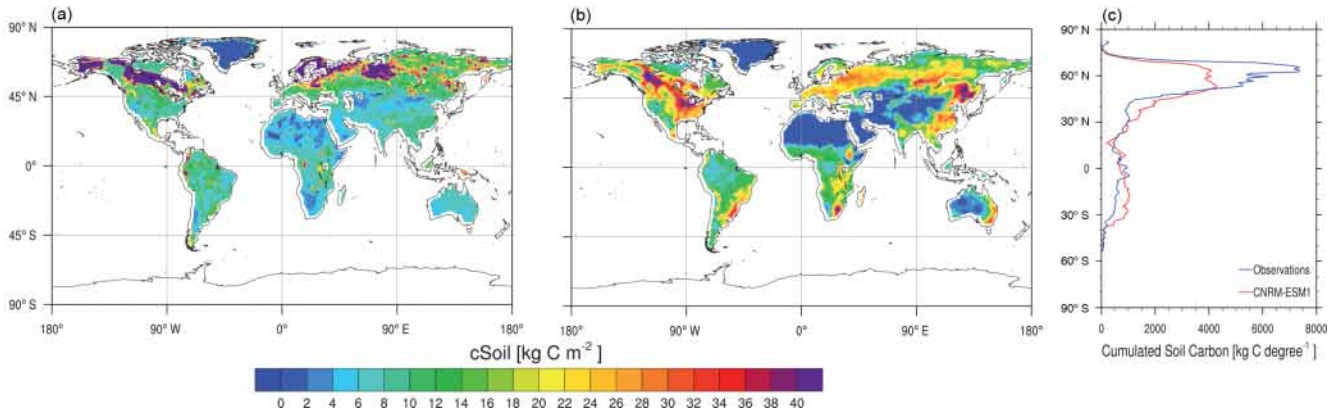 (a)
(b)
(c)
90° N
45° N
0°
45° S
90° S
180°
90° W
0°
90° E
180°
180°
90° W
0°
90° E
180°
90° N
60° N
30° N
0
30° S
60° S
90° S
Observations
CNRM-ESM1
0
2000
4000
6000
8000
Cumulated Soil Carbon [kg C degree⁻¹]
cSoil [kg C m⁻²]
0 2 4 6 8 10 12 14 16 18 20 22 24 26 28 30 32 34 36 38 40